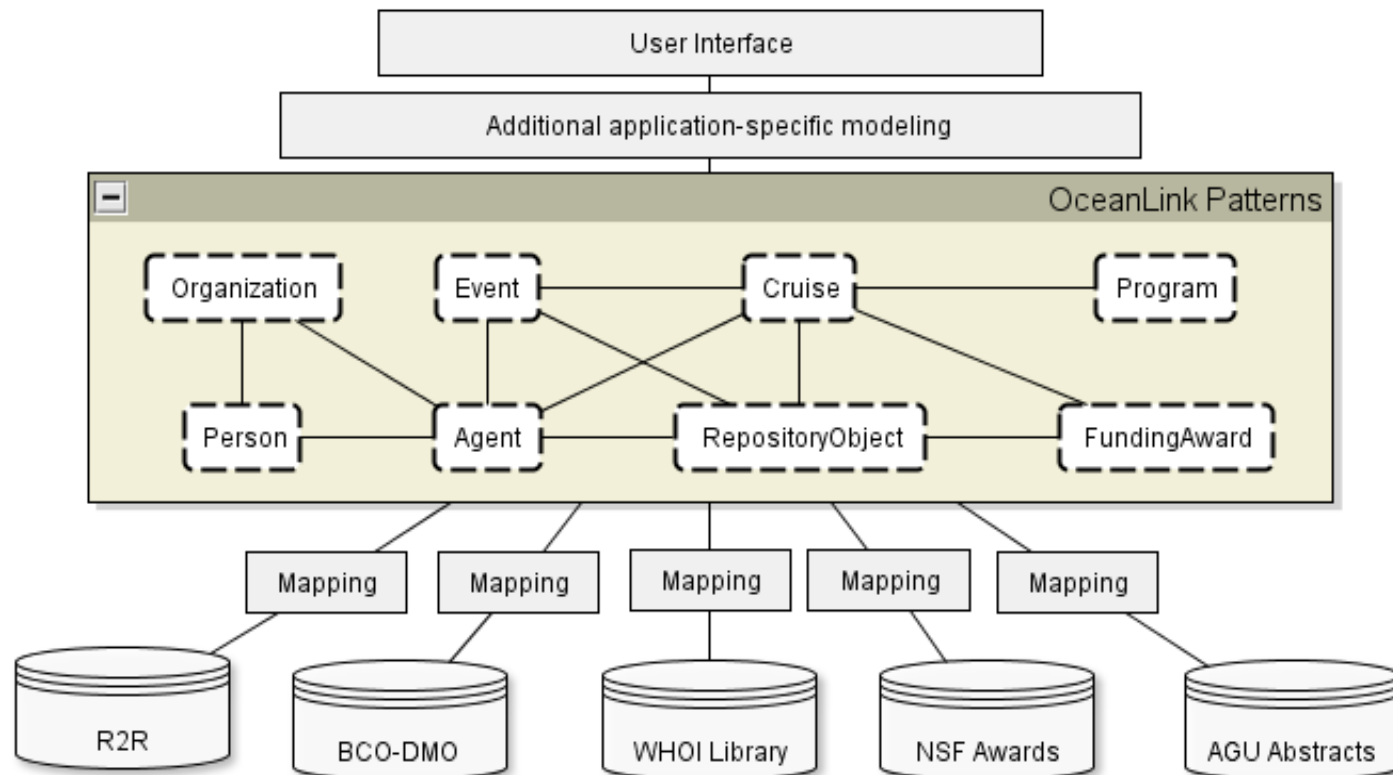 User Interface
Additional application-specific modeling
OceanLink Patterns
Organization
Event
Cruise
Program
Person
Agent
RepositoryObject
FundingAward
Mapping
Mapping
Mapping
Mapping
Mapping
R2R
BCO-DMO
WHOI Library
NSF Awards
AGU Abstracts